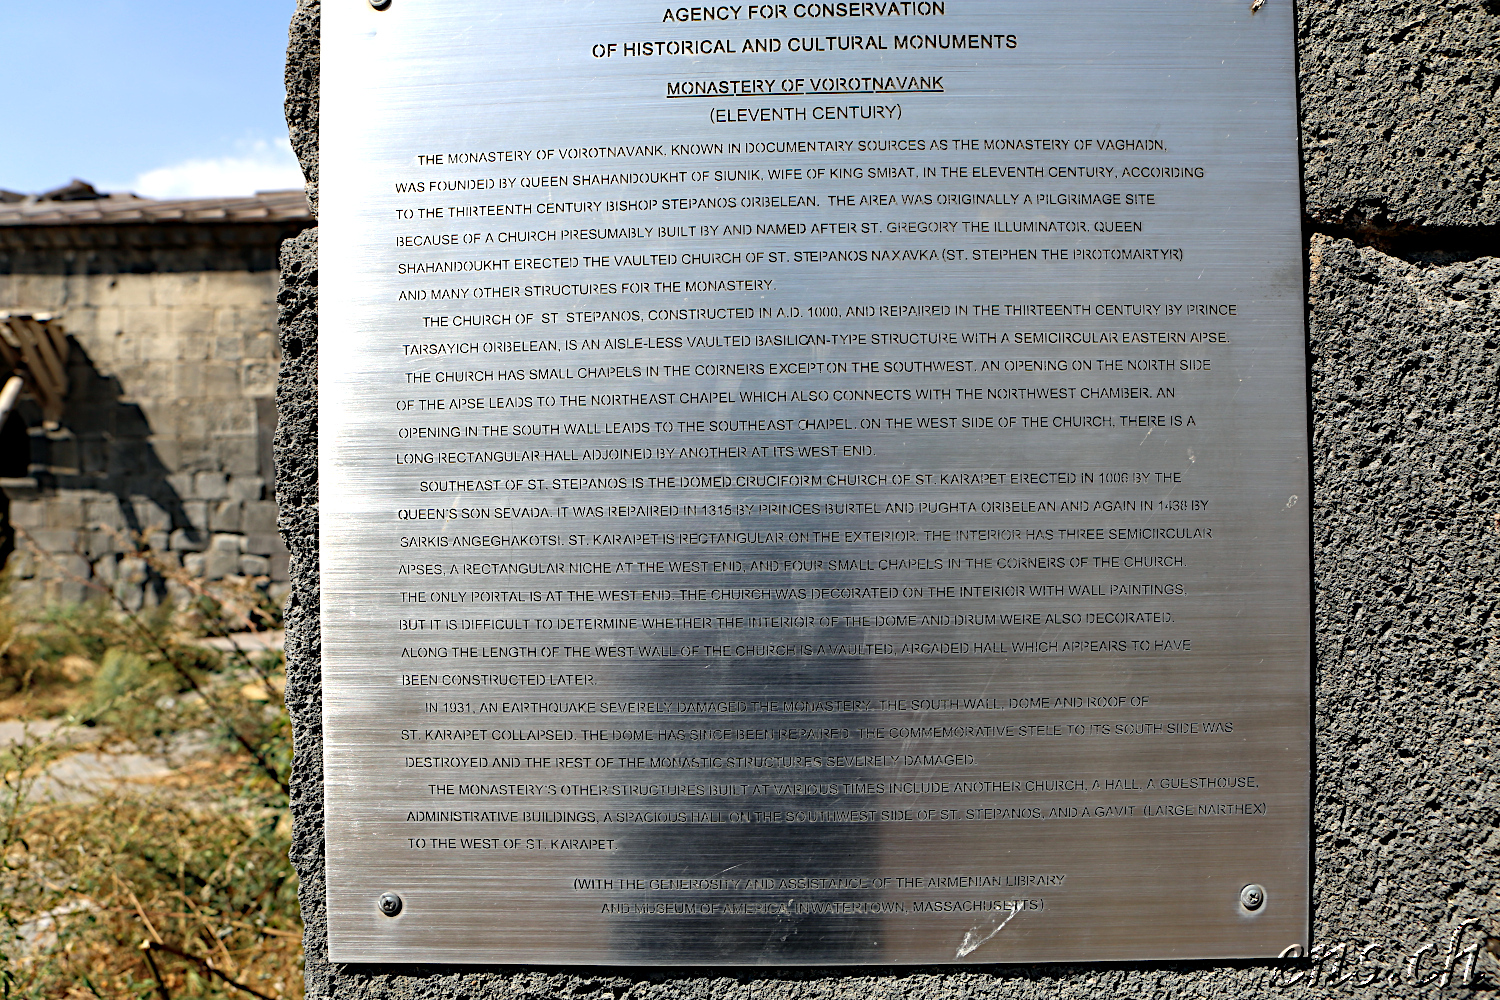 AGENCY FOR CONSERVATION
OF HISTORICAL AND CULTURAL MONUMENTS
MONASTERY OF VOROTNAVANK
(ELEVENTH CENTURY)
THE MONASTERY OF VOROTNAVANK, KNOWN IN DOCUMENTARY SOURCES AS THE MONASTERY OF VAGHADN,
WAS FOUNDED BY QUEEN SHAHANDOUKHT OF SIUNIK, WIFE OF KING SMBAT, IN THE ELEVENTH CENTURY, ACCORDING
TO THE THIRTEENTH CENTURY BISHOP STEPANOS ORBELEAN. THE AREA WAS ORIGINALLY A PILGRIMAGE SITE
BECAUSE OF A CHURCH PRESUMABLY BUILT BY AND NAMED AFTER ST. GREGORY THE ILLUMINATOR. QUEEN
SHAHANDOUKHT ERECTED THE VAULTED CHURCH OF ST. STEPANOS NAXAVKA (ST. STEPHEN THE PROTOMARTYR)
AND MANY OTHER STRUCTURES FOR THE MONASTERY.
THE CHURCH OF ST STEPANOS, CONSTRUCTED IN A.D. 1000, AND REPAIRED IN THE THIRTEENTH CENTURY BY PRINCE
TARSAYICH ORBELEAN, IS AN AISLE-LESS VAULTED BASILICAN-TYPE STRUCTURE WITH A SEMICIRCULAR EASTERN APSE.
THE CHURCH HAS SMALL CHAPELS IN THE CORNERS EXCEPT ON THE SOUTHWEST. AN OPENING ON THE NORTH SIDE
OF THE APSE LEADS TO THE NORTHEAST CHAPEL WHICH ALSO CONNECTS WITH THE NORTHWEST CHAMBER. AN
OPENING IN THE SOUTH WALL LEADS TO THE SOUTHEAST CHAPEL. ON THE WEST SIDE OF THE CHURCH, THERE IS A
LONG RECTANGULAR HALL ADJOINED BY ANOTHER AT ITS WEST END.
SOUTHEAST OF ST. STEPANOS IS THE DOMED CRUCIFORM CHURCH OF ST. KARAPET ERECTED IN 1006 BY THE
QUEEN'S SON SEVADA. IT WAS REPAIRED IN 1315 BY PRINCES BURTEL AND PUGHTA ORBELEAN AND AGAIN IN 1438 BY
SARKIS ANGEGHAKOTSI. ST. KARAPET IS RECTANGULAR ON THE EXTERIOR. THE INTERIOR HAS THREE SEMICIRCULAR
APSES, A RECTANGULAR NICHE AT THE WEST END, AND FOUR SMALL CHAPELS IN THE CORNERS OF THE CHURCH.
THE ONLY PORTAL IS AT THE WEST END. THE CHURCH WAS DECORATED ON THE INTERIOR WITH WALL PAINTINGS,
BUT IT IS DIFFICULT TO DETERMINE WHETHER THE INTERIOR OF THE DOME AND DRUM WERE ALSO DECORATED.
ALONG THE LENGTH OF THE WEST WALL OF THE CHURCH IS A VAULTED, ARCADED HALL WHICH APPEARS TO HAVE
BEEN CONSTRUCTED LATER.
IN 1931, AN EARTHQUAKE SEVERELY DAMAGED THE MONASTERY. THE SOUTH WALL, DOME AND ROOF OF
ST. KARAPET COLLAPSED. THE DOME HAS SINCE BEEN REPAIRED. THE COMMEMORATIVE STELE TO ITS SOUTH SIDE WAS
DESTROYED AND THE REST OF THE MONASTIC STRUCTURES SEVERELY DAMAGED.
THE MONASTERY'S OTHER STRUCTURES BUILT AT VARIOUS TIMES INCLUDE ANOTHER CHURCH, A HALL, A GUESTHOUSE,
ADMINISTRATIVE BUILDINGS, A SPACIOUS HALL ON THE SOUTHWEST SIDE OF ST. STEPANOS, AND A GAVIT (LARGE NARTHEX)
TO THE WEST OF ST. KARAPET.
(WITH THE GENEROSITY AND ASSISTANCE OF THE ARMENIAN LIBRARY
AND MUSEUM OF AMERICA, IN WATERTOWN, MASSACHUSETTS)
ens.ch